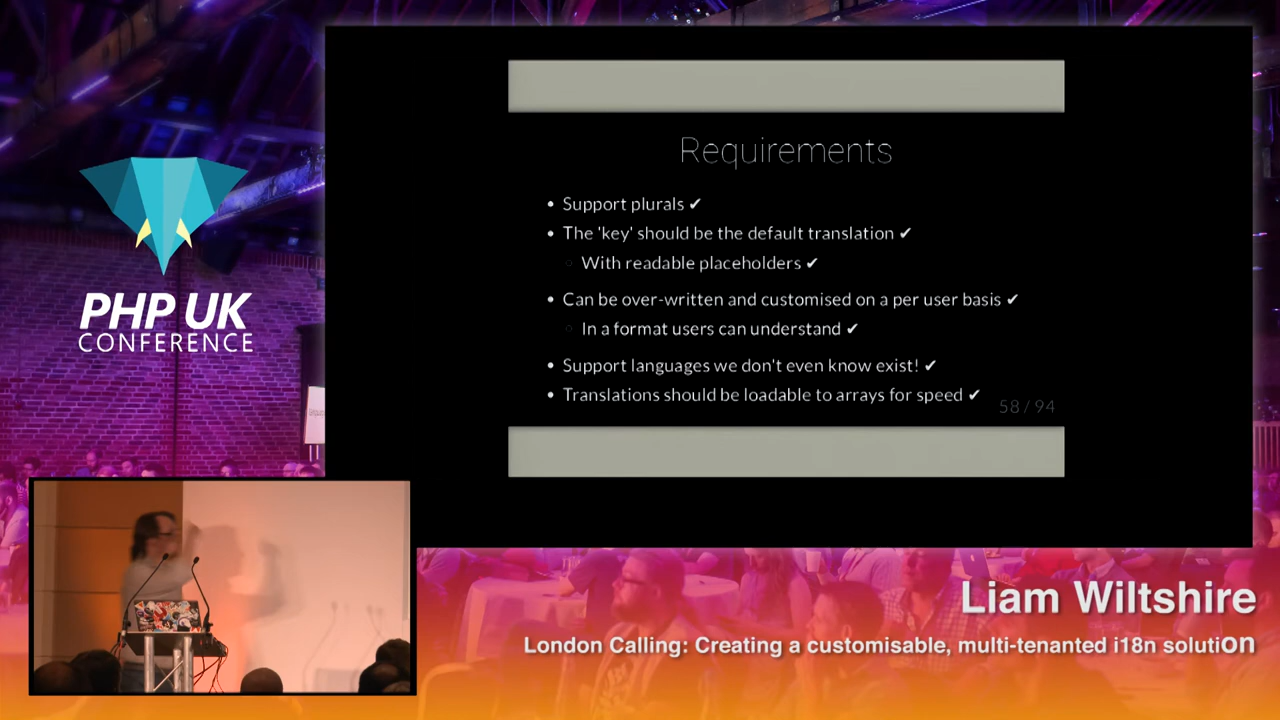 Requirements
• Support plurals ✔
• The 'key' should be the default translation ✔
◦ With readable placeholders ✔
• Can be over-written and customised on a per user basis ✔
◦ In a format users can understand ✔
• Support languages we don't even know exist! ✔
• Translations should be loadable to arrays for speed ✔
58 / 94
PHP UK
CONFERENCE
Liam Wiltshire
London Calling: Creating a customisable, multi-tenanted i18n solution